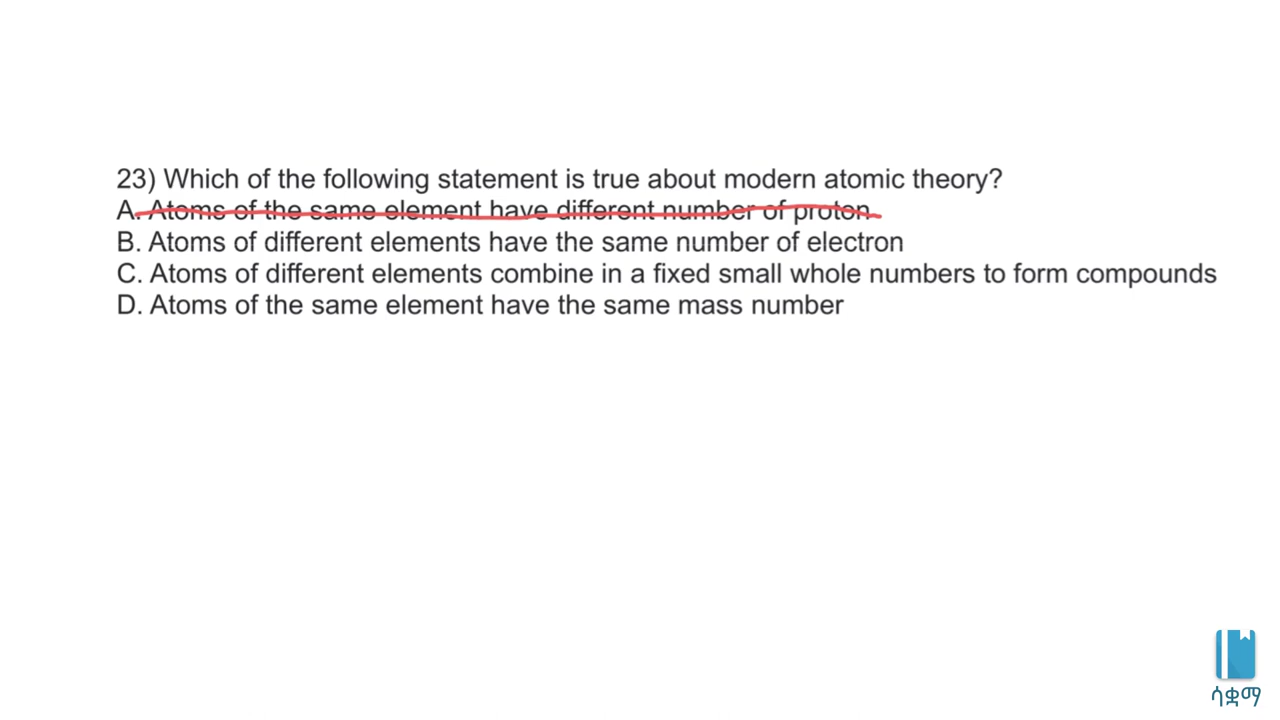 23) Which of the following statement is true about modern atomic theory?
A. Atoms of the same element have different number of proton
B. Atoms of different elements have the same number of electron
C. Atoms of different elements combine in a fixed small whole numbers to form compounds
D. Atoms of the same element have the same mass number
ሳቋማ